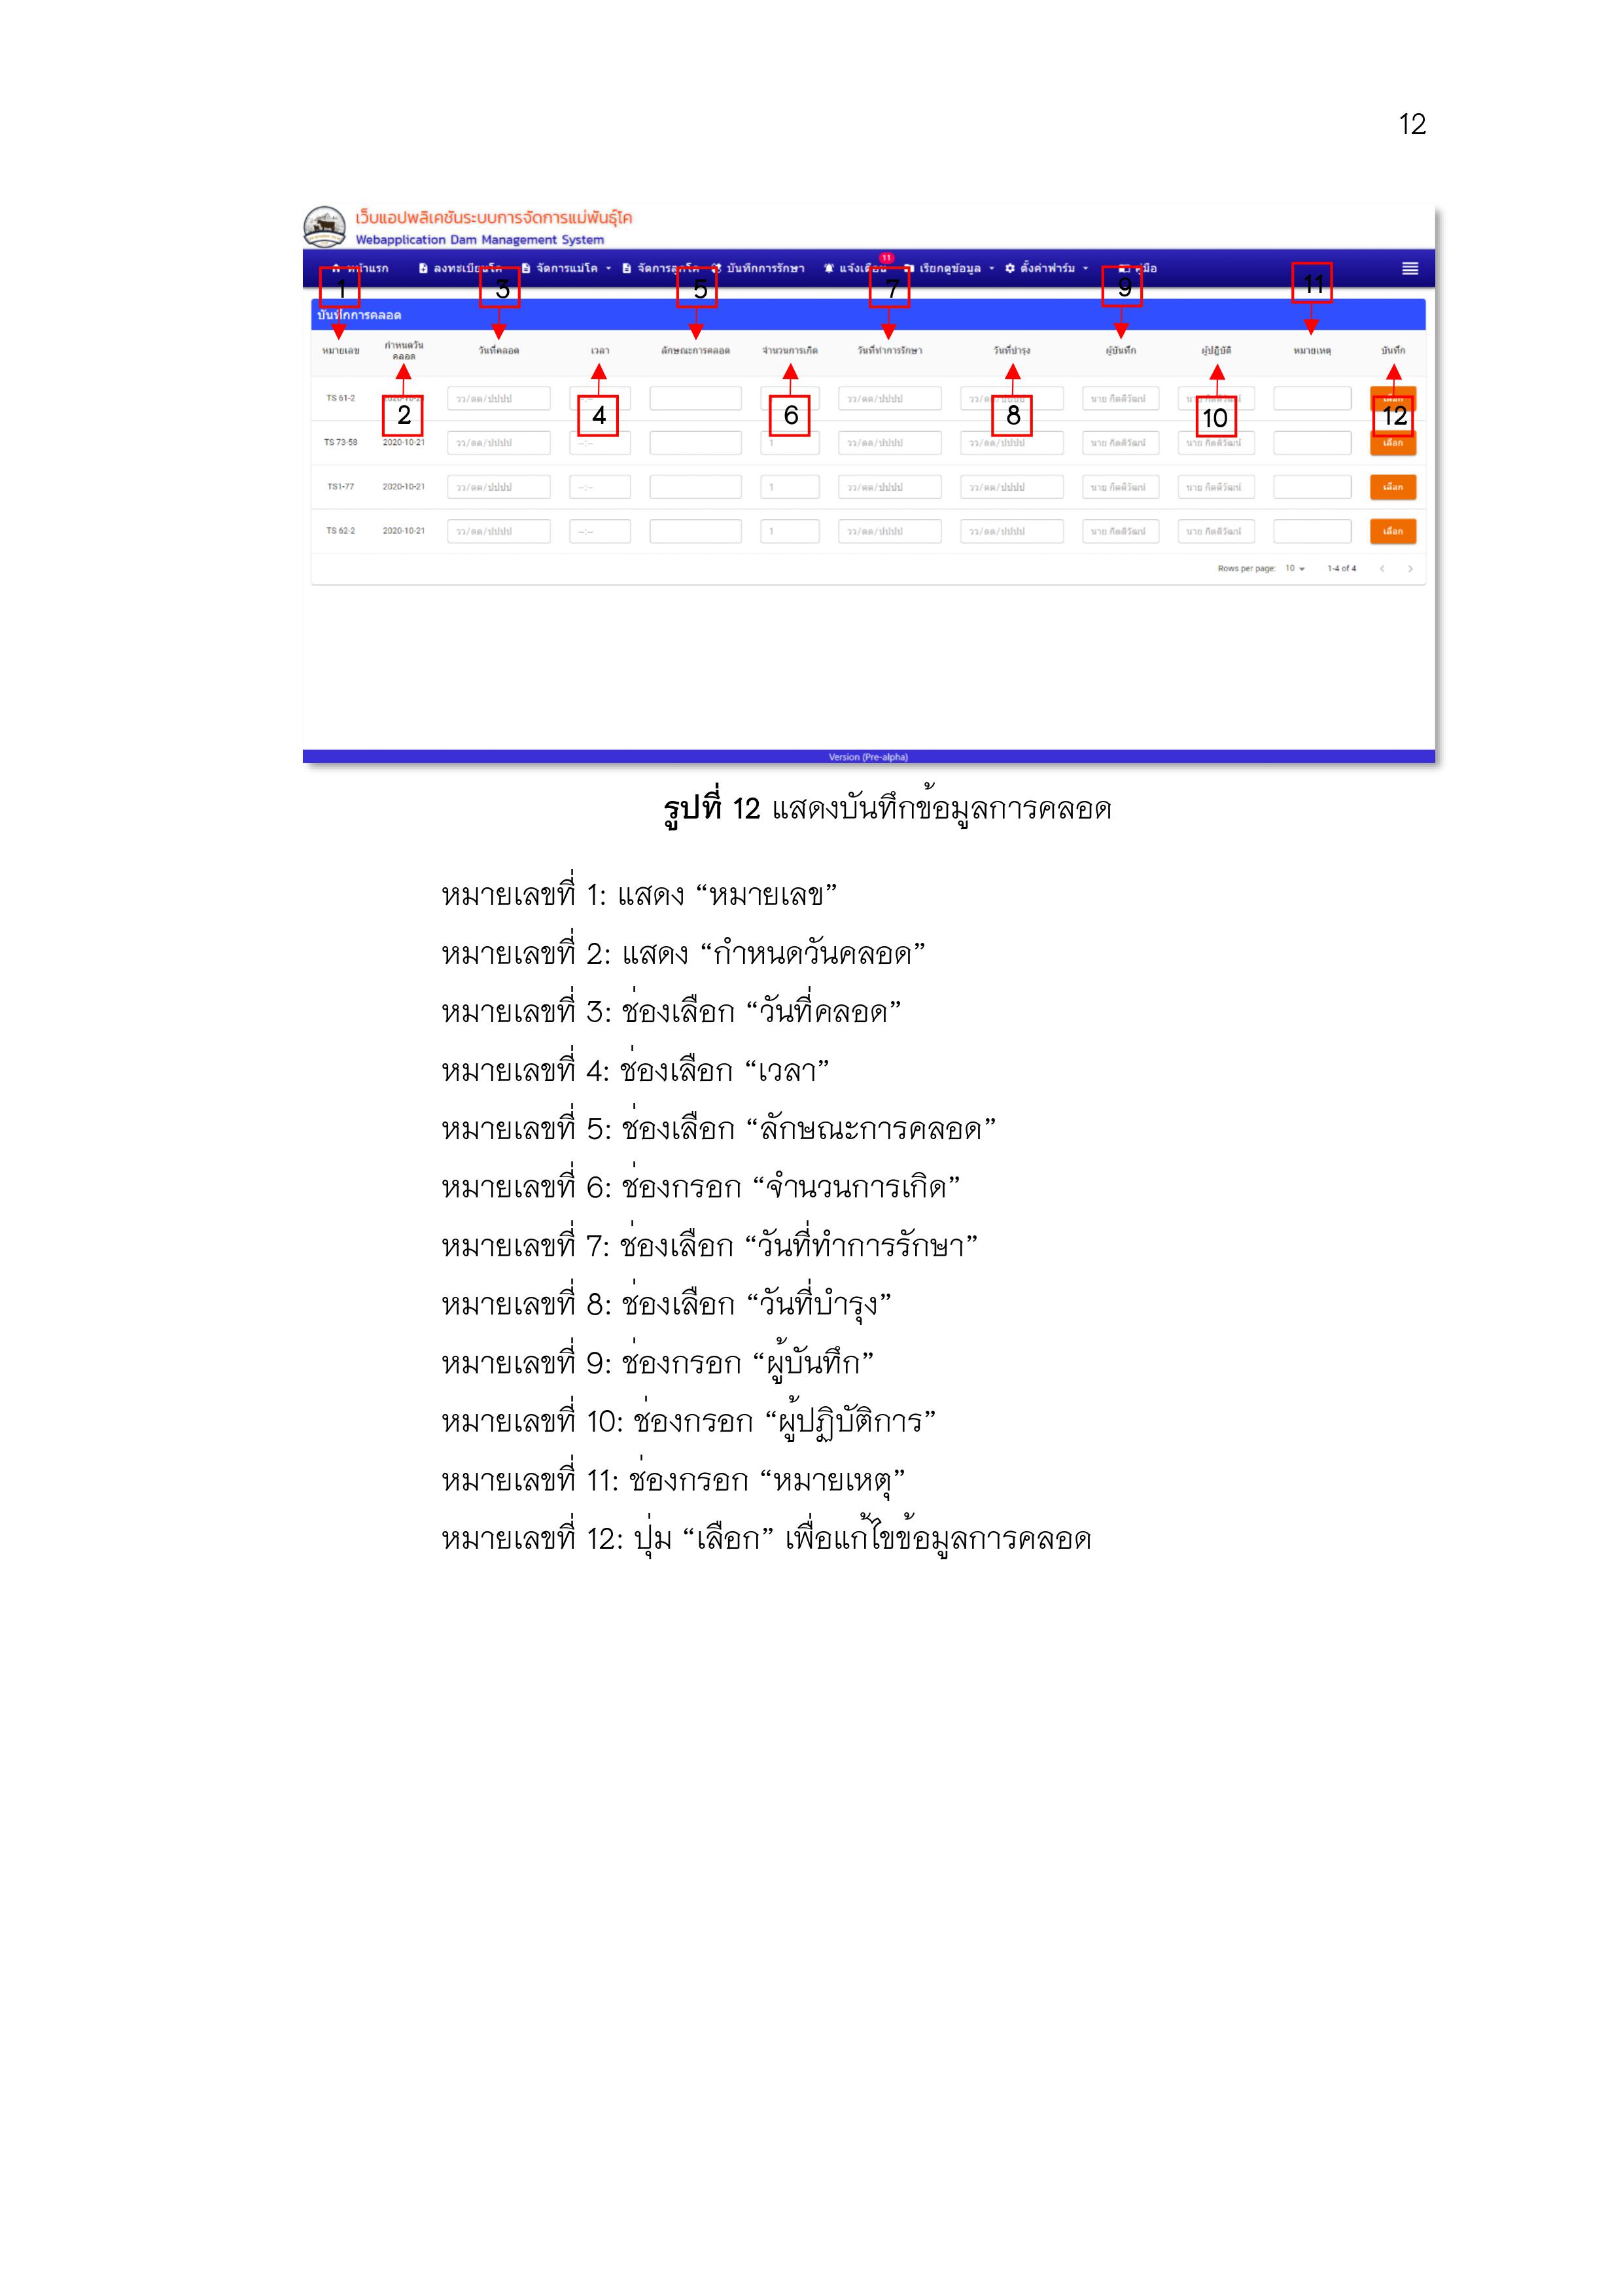 12
เว็บแอปพลิเคชันระบบการจัดการแม่พันธุ์โค
Webapplication Dam Management System
หน้าแรก ลงทะเบียนโค จัดการแม่โค จัดการลูกโค บันทึกการรักษา แจ้งเตือน 11 เรียกดูข้อมูล ตั้งค่าฟาร์ม คู่มือ
1 3 5 7 9 11
บันทึกการคลอด
หมายเลข กำหนดวันคลอด วันที่คลอด เวลา ลักษณะการคลอด จำนวนการเกิด วันที่ทำการรักษา วันที่บำรุง ผู้บันทึก ผู้ปฏิบัติ หมายเหตุ บันทึก
TS 61-2 2020-10-21 วว/ดด/ปปปป วว/ดด/ปปปป วว/ดด/ปปปป นาย กิตติวัฒน์ นาย กิตติวัฒน์ เลือก
2 4 6 8 10 12
TS 73-58 2020-10-21 วว/ดด/ปปปป --:-- 1 วว/ดด/ปปปป วว/ดด/ปปปป นาย กิตติวัฒน์ นาย กิตติวัฒน์ เลือก
TS1-77 2020-10-21 วว/ดด/ปปปป --:-- 1 วว/ดด/ปปปป วว/ดด/ปปปป นาย กิตติวัฒน์ นาย กิตติวัฒน์ เลือก
TS 62-2 2020-10-21 วว/ดด/ปปปป --:-- 1 วว/ดด/ปปปป วว/ดด/ปปปป นาย กิตติวัฒน์ นาย กิตติวัฒน์ เลือก
Rows per page: 10 1-4 of 4
Version (Pre-alpha)
รูปที่ 12 แสดงบันทึกข้อมูลการคลอด
หมายเลขที่ 1: แสดง “หมายเลข”
หมายเลขที่ 2: แสดง “กำหนดวันคลอด”
หมายเลขที่ 3: ช่องเลือก “วันที่คลอด”
หมายเลขที่ 4: ช่องเลือก “เวลา”
หมายเลขที่ 5: ช่องเลือก “ลักษณะการคลอด”
หมายเลขที่ 6: ช่องกรอก “จำนวนการเกิด”
หมายเลขที่ 7: ช่องเลือก “วันที่ทำการรักษา”
หมายเลขที่ 8: ช่องเลือก “วันที่บำรุง”
หมายเลขที่ 9: ช่องกรอก “ผู้บันทึก”
หมายเลขที่ 10: ช่องกรอก “ผู้ปฏิบัติการ”
หมายเลขที่ 11: ช่องกรอก “หมายเหตุ”
หมายเลขที่ 12: ปุ่ม “เลือก” เพื่อแก้ไขข้อมูลการคลอด